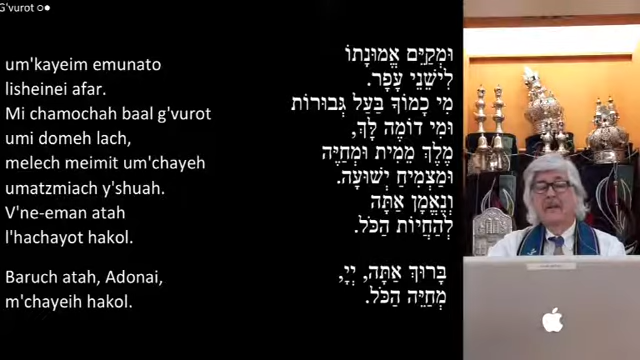 G'vurot
um'kayeim emunato
lisheinei afar.
Mi chamochah baal g'vurot
umi domeh lach,
melech meimit um'chayeh
umatzmiach y'shuah.
V'ne-eman atah
l'hachayot hakol.
Baruch atah, Adonai,
m'chayeih hakol.
וּמְקַיֵּם אֱמוּנָתוֹ
לִישֵׁנֵי עָפָר.
מִי כָמוֹךָ בַּעַל גְּבוּרוֹת
וּמִי דוֹמֶה לָּךְ,
מֶלֶךְ מֵמִית וּמְחַיֶּה
וּמַצְמִיחַ יְשׁוּעָה.
וְנֶאֱמָן אַתָּה
לְהַחֲיוֹת הַכֹּל.
בָּרוּךְ אַתָּה, יְיָ,
מְחַיֵּה הַכֹּל.